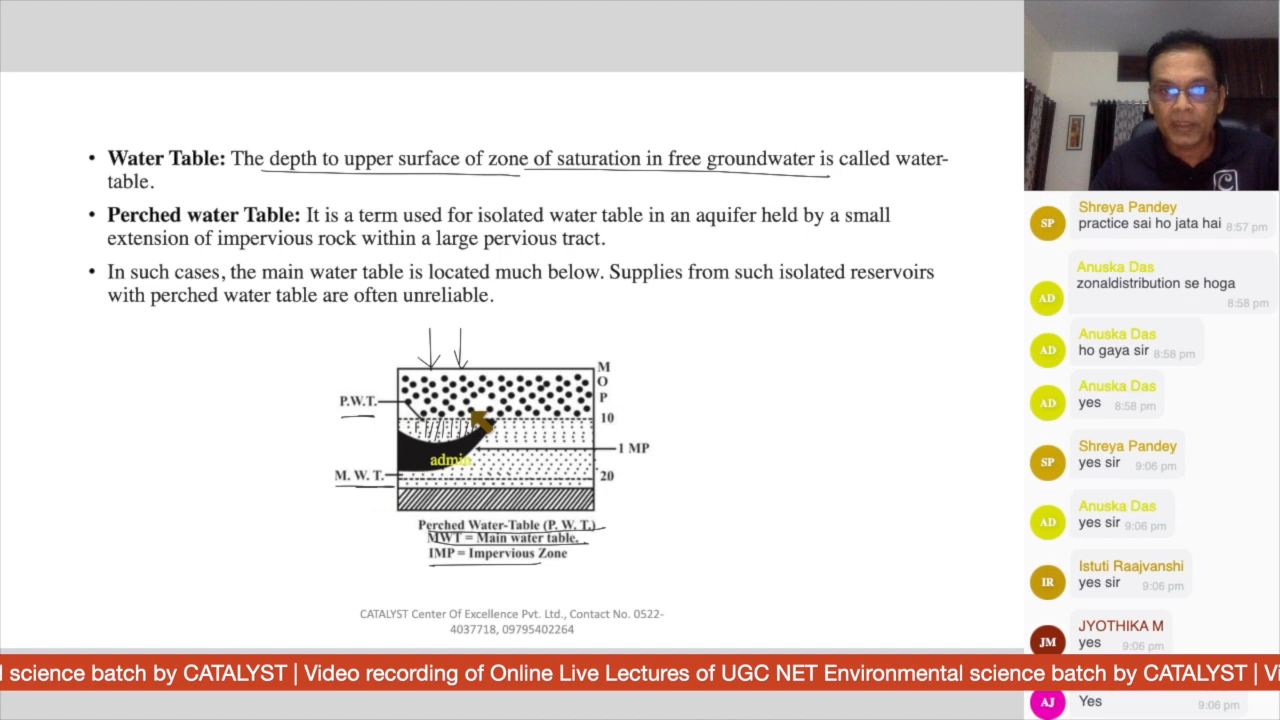 • Water Table: The depth to upper surface of zone of saturation in free groundwater is called water-
table.
• Perched water Table: It is a term used for isolated water table in an aquifer held by a small
extension of impervious rock within a large pervious tract.
• In such cases, the main water table is located much below. Supplies from such isolated reservoirs
with perched water table are often unreliable.
M
O
P
P.W.T.
10
1 MP
admin
M. W. T.
20
Perched Water-Table (P. W. T.)
MWT = Main water table.
IMP = Impervious Zone
CATALYST Center Of Excellence Pvt. Ltd., Contact No. 0522-
4037718, 09795402264
C
SP
Shreya Pandey
practice sai ho jata hai 8:57 pm
AD
Anuska Das
zonaldistribution se hoga
8:58 pm
AD
Anuska Das
ho gaya sir 8:58 pm
AD
Anuska Das
yes 8:58 pm
SP
Shreya Pandey
yes sir 9:06 pm
AD
Anuska Das
yes sir 9:06 pm
IR
Istuti Raajvanshi
yes sir 9:06 pm
JM
JYOTHIKA M
yes 9:06 pm
l science batch by CATALYST | Video recording of Online Live Lectures of UGC NET Environmental science batch by CATALYST | Vi
AJ
Yes 9:06 pm